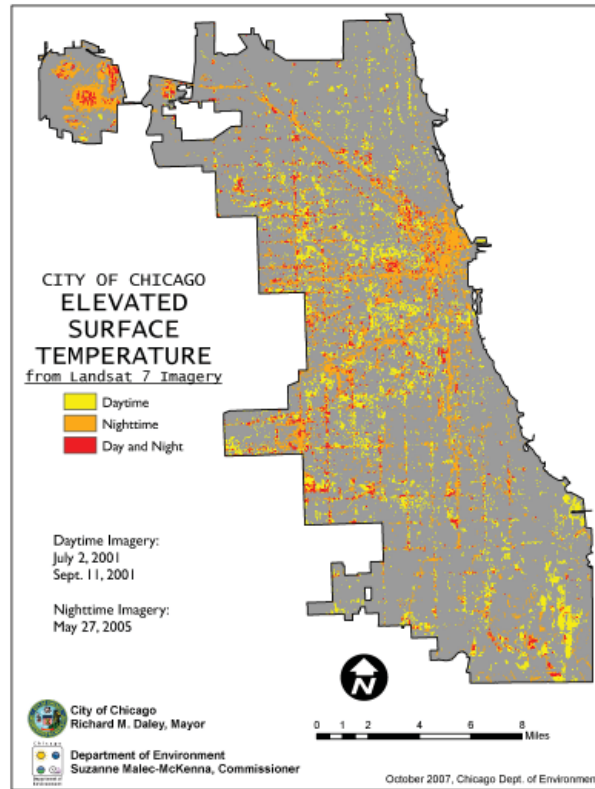 CITY OF CHICAGO
ELEVATED
SURFACE
TEMPERATURE
from Landsat 7 Imagery
Daytime
Nighttime
Day and Night
Daytime Imagery:
July 2, 2001
Sept. 11, 2001
Nighttime Imagery:
May 27, 2005
N
City of Chicago
Richard M. Daley, Mayor
0 1 2 4 6 8
Miles
Department of Environment
Suzanne Malec-McKenna, Commissioner
October 2007, Chicago Dept. of Environment